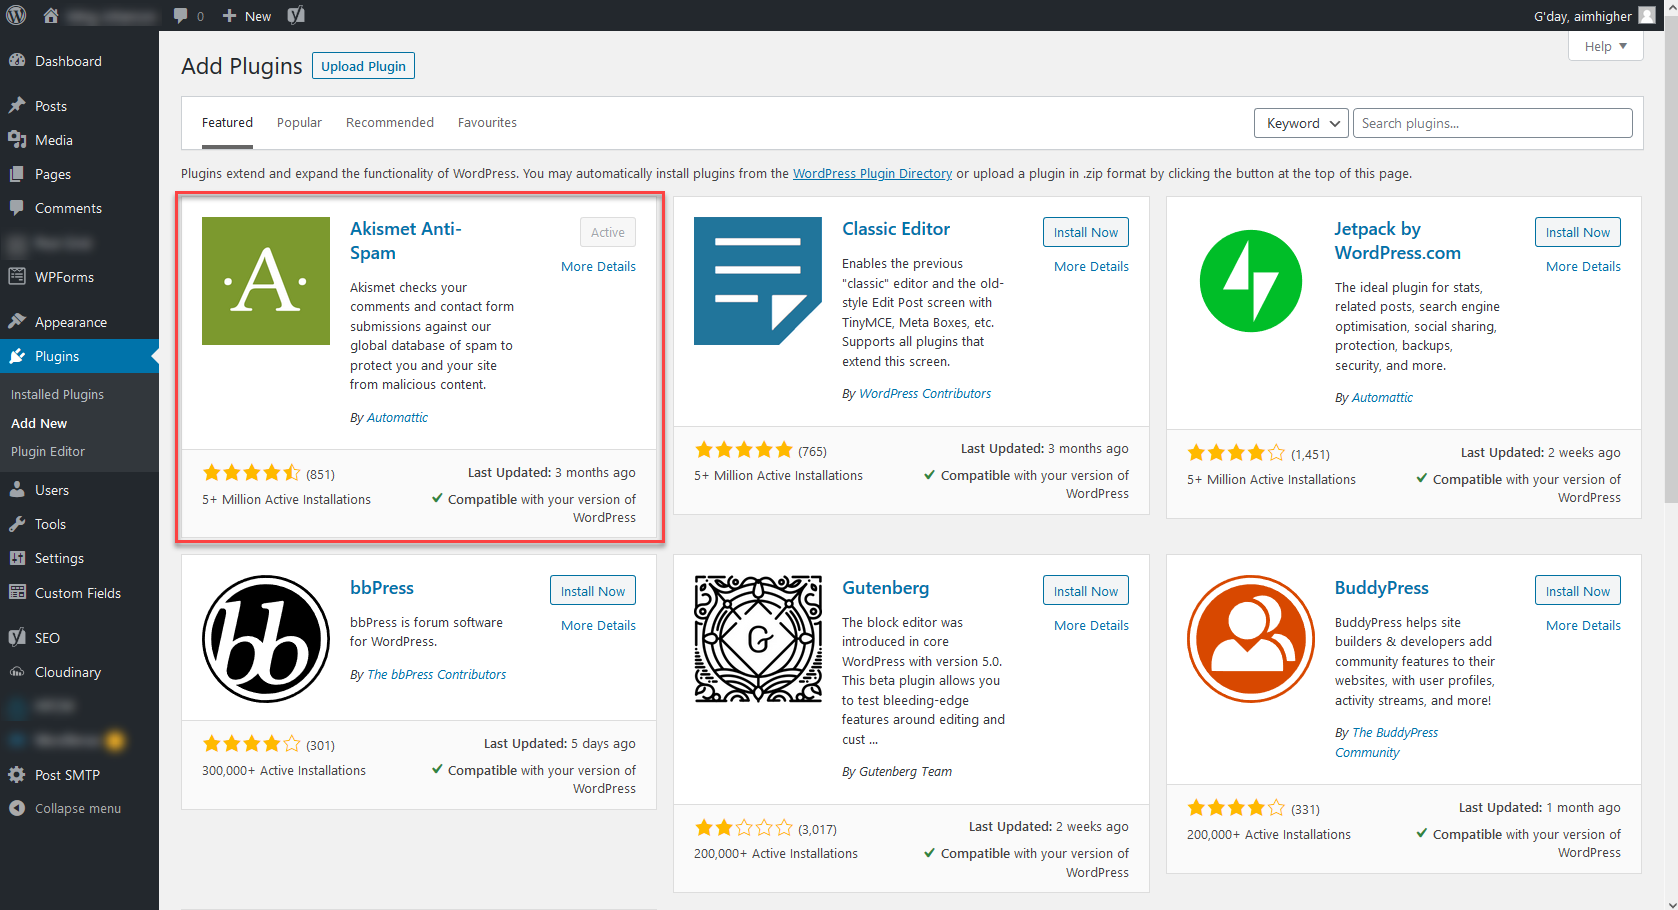 0
New
G'day, aimhigher
Help
Dashboard
Posts
Media
Pages
Comments
WPForms
Appearance
Plugins
Installed Plugins
Add New
Plugin Editor
Users
Tools
Settings
Custom Fields
SEO
Cloudinary
Post SMTP
Collapse menu
Add Plugins
Upload Plugin
Featured
Popular
Recommended
Favourites
Keyword
Search plugins...
Plugins extend and expand the functionality of WordPress. You may automatically install plugins from the WordPress Plugin Directory or upload a plugin in .zip format by clicking the button at the top of this page.
A
Akismet Anti-
Spam
Active
More Details
Akismet checks your
comments and contact form
submissions against our
global database of spam to
protect you and your site
from malicious content.
By Automattic
(851)
5+ Million Active Installations
Last Updated: 3 months ago
Compatible with your version of
WordPress
Classic Editor
Install Now
More Details
Enables the previous
"classic" editor and the old-
style Edit Post screen with
TinyMCE, Meta Boxes, etc.
Supports all plugins that
extend this screen.
By WordPress Contributors
(765)
5+ Million Active Installations
Last Updated: 3 months ago
Compatible with your version of
WordPress
Jetpack by
WordPress.com
Install Now
More Details
The ideal plugin for stats,
related posts, search engine
optimisation, social sharing,
protection, backups,
security, and more.
By Automattic
(1,451)
5+ Million Active Installations
Last Updated: 2 weeks ago
Compatible with your version of
WordPress
bb
bbPress
Install Now
More Details
bbPress is forum software
for WordPress.
By The bbPress Contributors
(301)
300,000+ Active Installations
Last Updated: 5 days ago
Compatible with your version of
WordPress
G
Gutenberg
Install Now
More Details
The block editor was
introduced in core
WordPress with version 5.0.
This beta plugin allows you
to test bleeding-edge
features around editing and
cust ...
By Gutenberg Team
(3,017)
200,000+ Active Installations
Last Updated: 2 weeks ago
Compatible with your version of
WordPress
BuddyPress
Install Now
More Details
BuddyPress helps site
builders & developers add
community features to their
websites, with user profiles,
activity streams, and more!
By The BuddyPress
Community
(331)
200,000+ Active Installations
Last Updated: 1 month ago
Compatible with your version of
WordPress